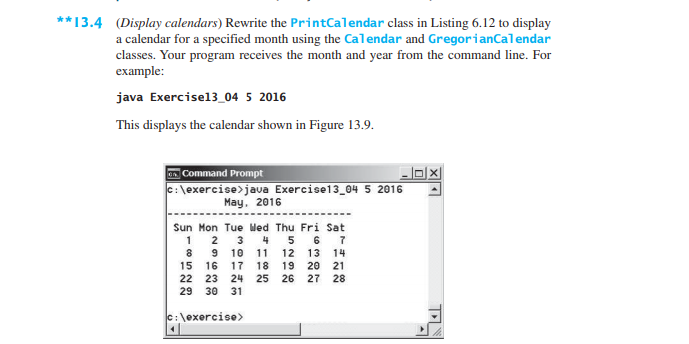 **13.4 (Display calendars) Rewrite the PrintCalendar class in Listing 6.12 to display
a calendar for a specified month using the Calendar and GregorianCalendar
classes. Your program receives the month and year from the command line. For
example:
java Exercise13_04 5 2016
This displays the calendar shown in Figure 13.9.
Command Prompt
c:\exercise>java Exercise13_04 5 2016
May, 2016
---------------------------------
Sun Mon Tue Wed Thu Fri Sat
1 2 3 4 5 6 7
8 9 10 11 12 13 14
15 16 17 18 19 20 21
22 23 24 25 26 27 28
29 30 31
c:\exercise>